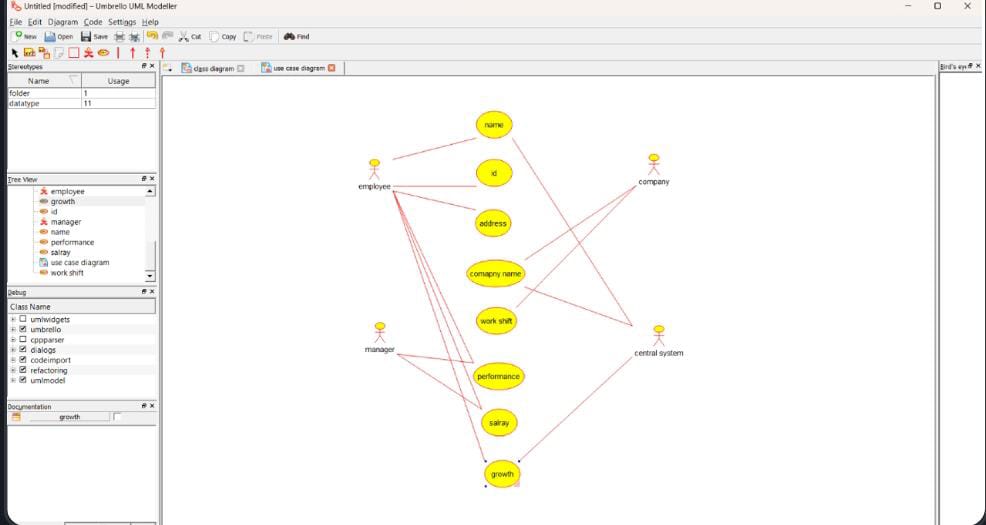 Untitled [modified] – Umbrello UML Modeller
File Edit Diagram Code Settings Help
New Open Save Cut Copy Paste Find
Stereotypes
Name Usage
folder 1
datatype 11
Tree View
employee
growth
id
manager
name
performance
salray
use case diagram
work shift
Debug
Class Name
umlwidgets
umbrello
cppparser
dialogs
codeimport
refactoring
umlmodel
Documentation
growth
class diagram use case diagram
name
id
employee
company
address
comapny name
work shift
manager
central system
performance
salray
growth
Bird's eye